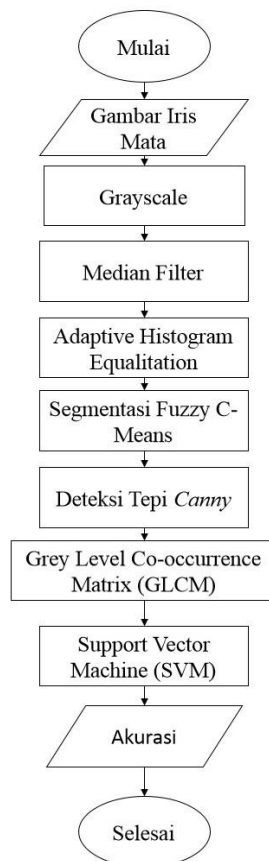 Mulai
Gambar Iris
Mata
Grayscale
Median Filter
Adaptive Histogram
Equalitation
Segmentasi Fuzzy C-
Means
Deteksi Tepi Canny
Grey Level Co-occurrence
Matrix (GLCM)
Support Vector
Machine (SVM)
Akurasi
Selesai